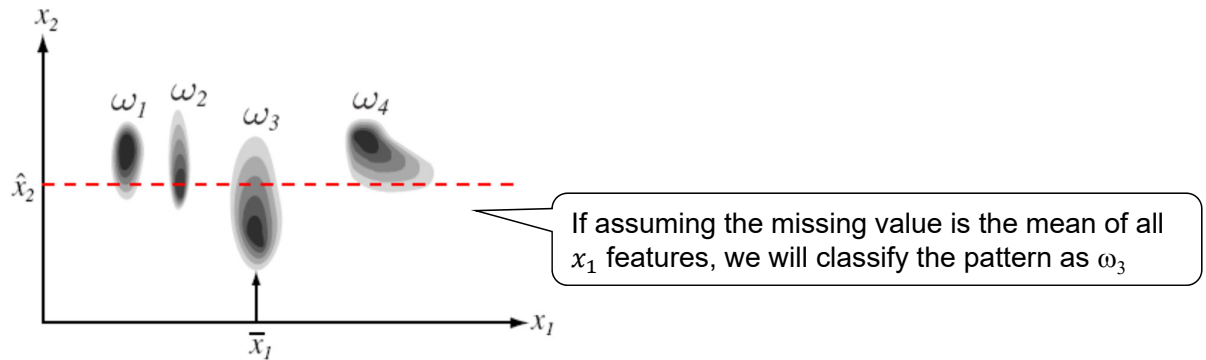 x₂
ω₁ ω₂ ω₃ ω₄
x̂₂
If assuming the missing value is the mean of all
x₁ features, we will classify the pattern as ω₃
x₁
x̄₁